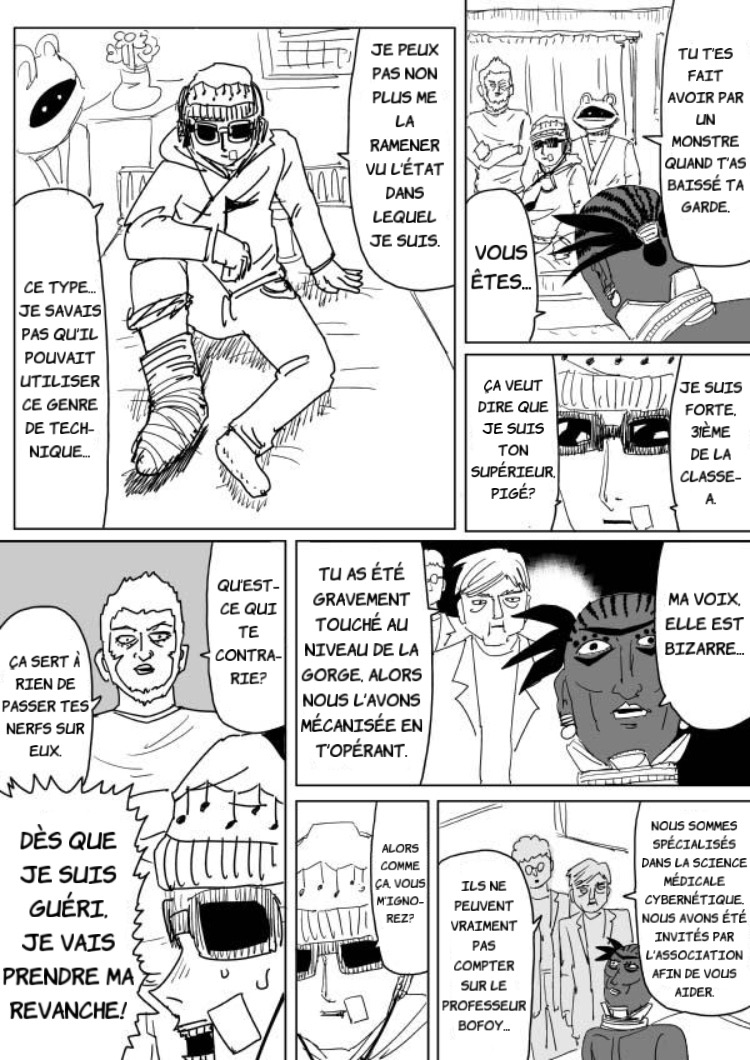 TU T'ES
FAIT
AVOIR PAR
UN
MONSTRE
QUAND T'AS
BAISSÉ TA
GARDE.
VOUS
ÊTES...
JE SUIS
FORTE,
31ÈME
DE LA
CLASSE-
A.
ÇA VEUT
DIRE QUE
JE SUIS
TON
SUPÉRIEUR,
PIGÉ?
JE PEUX
PAS NON
PLUS ME
LA
RAMENER
VU L'ÉTAT
DANS
LEQUEL
JE SUIS.
CE TYPE...
JE SAVAIS
PAS QU'IL
POUVAIT
UTILISER
CE GENRE
DE TECH-
NIQUE...
MA VOIX,
ELLE EST
BIZARRE...
TU AS ÉTÉ
GRAVEMENT
TOUCHÉ AU
NIVEAU DE LA
GORGE, ALORS
NOUS L'AVONS
MÉCANISÉE EN
T'OPÉRANT.
NOUS SOMMES
SPÉCIALISÉS
DANS LA SCIENCE
MÉDICALE
CYBERNÉTIQUE.
NOUS AVONS ÉTÉ
INVITÉS PAR
L'ASSOCIATION
AFIN DE VOUS
AIDER.
ILS NE
PEUVENT
VRAIMENT
PAS
COMPTER
SUR LE
PROFESSEUR
BOFOY...
ALORS
COMME
ÇA, VOUS
M'IGNO-
REZ?
QU'EST-
CE QUI
TE
CONTRA-
RIE?
ÇA SERT À
RIEN DE
PASSER TES
NERFS SUR
EUX.
DÈS QUE
JE SUIS
GUÉRI,
JE VAIS
PRENDRE MA
REVANCHE!